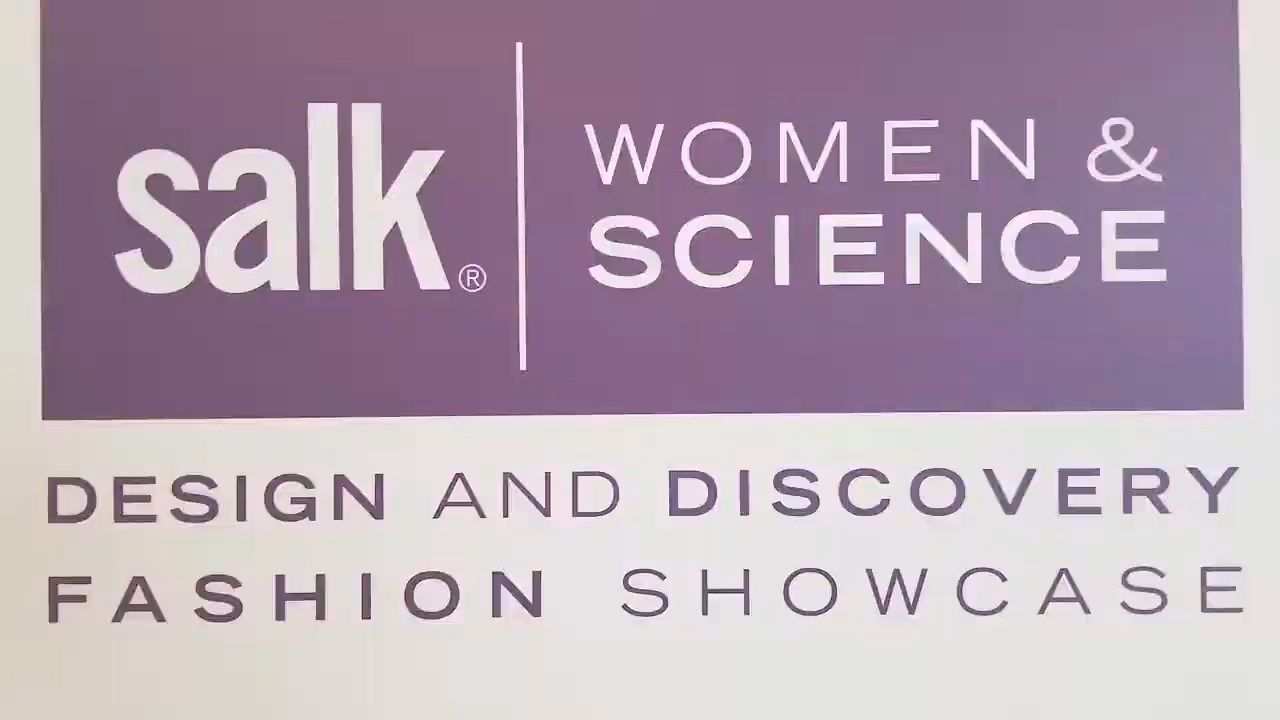 salk®
WOMEN &
SCIENCE
DESIGN AND DISCOVERY
FASHION SHOWCASE